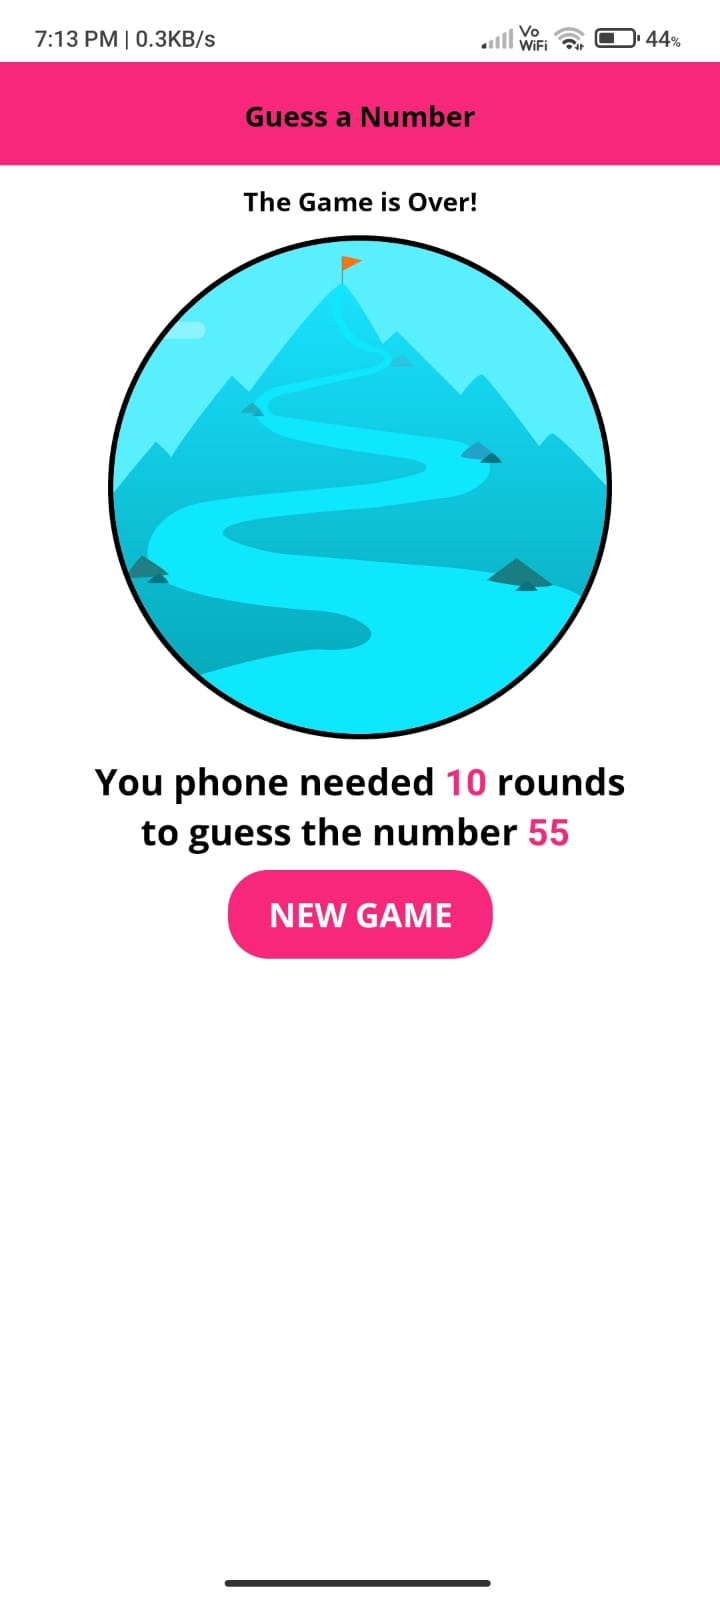 7:13 PM | 0.3KB/s Vo WiFi 44%
Guess a Number
The Game is Over!
You phone needed 10 rounds
to guess the number 55
NEW GAME